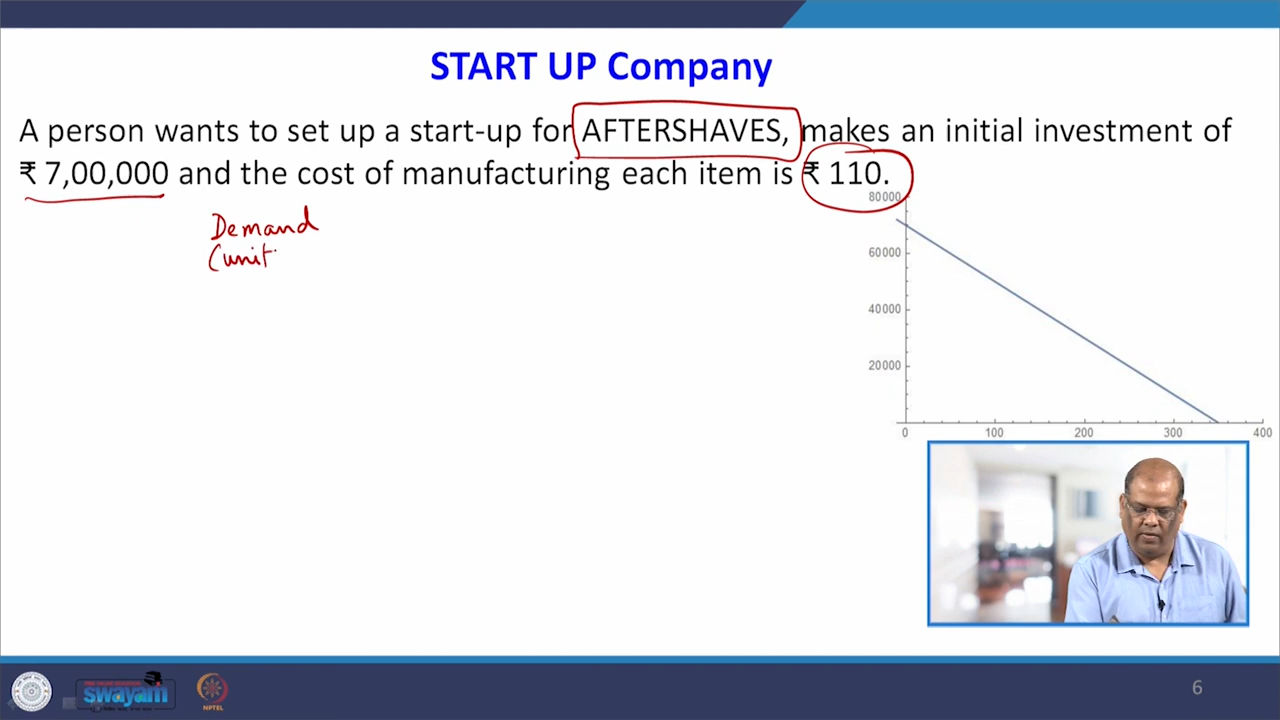 START UP Company
A person wants to set up a start-up for AFTERSHAVES, makes an initial investment of
₹ 7,00,000 and the cost of manufacturing each item is ₹ 110.
Demand
(unit
80000
60000
40000
20000
0 100 200 300 400
swayam
NPTEL
6